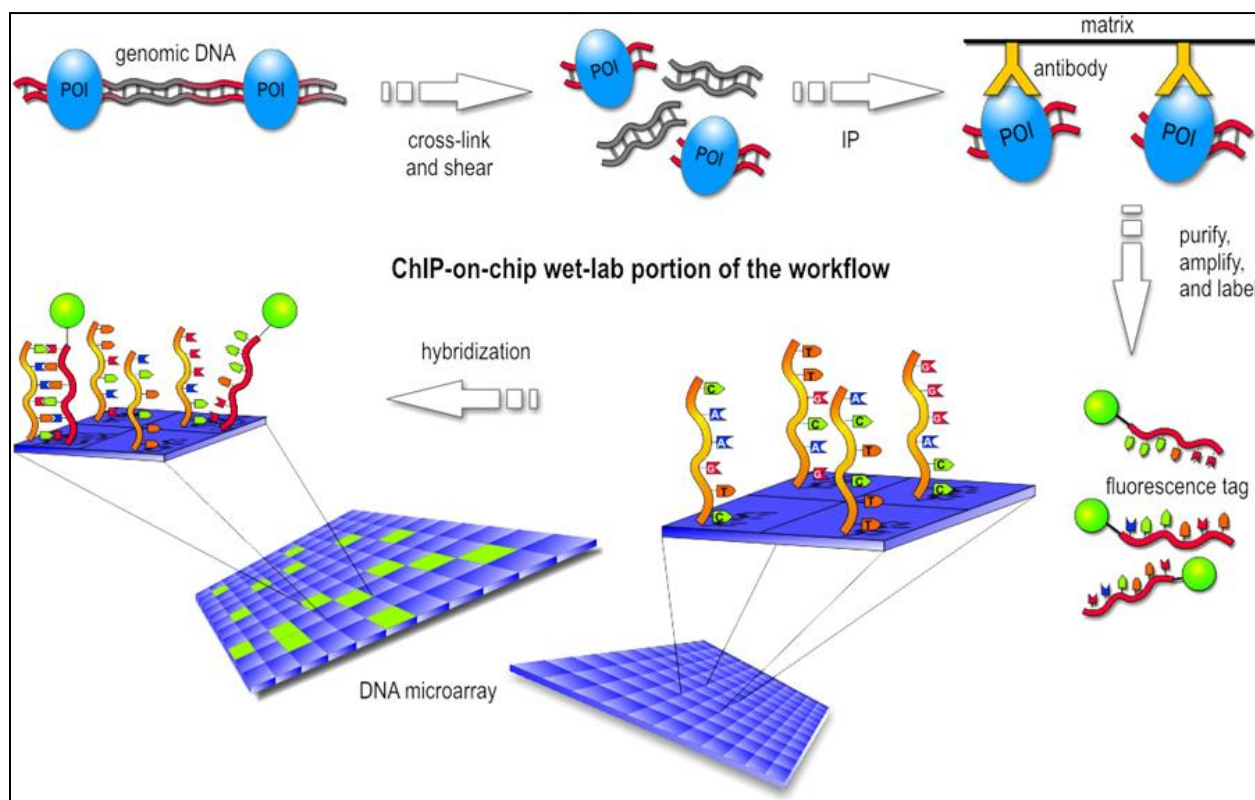 genomic DNA
POI
POI
cross-link
and shear
POI
POI
IP
matrix
antibody
POI
POI
purify,
amplify,
and label
ChIP-on-chip wet-lab portion of the workflow
hybridization
C
A
A
G
T
C
T
T
G
C
C
G
A
C
T
C
T
T
G
G
G
A
C
C
fluorescence tag
DNA microarray